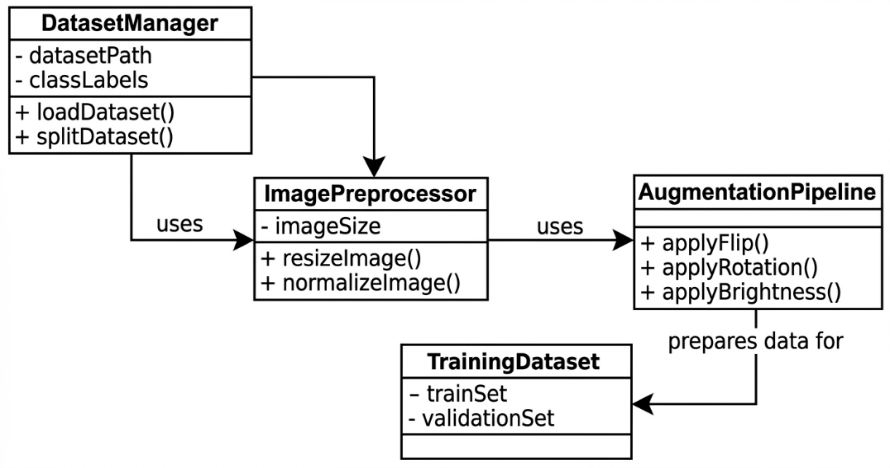 DatasetManager
- datasetPath
- classLabels
+ loadDataset()
+ splitDataset()
uses
ImagePreprocessor
- imageSize
+ resizeImage()
+ normalizeImage()
uses
AugmentationPipeline
+ applyFlip()
+ applyRotation()
+ applyBrightness()
prepares data for
TrainingDataset
– trainSet
- validationSet